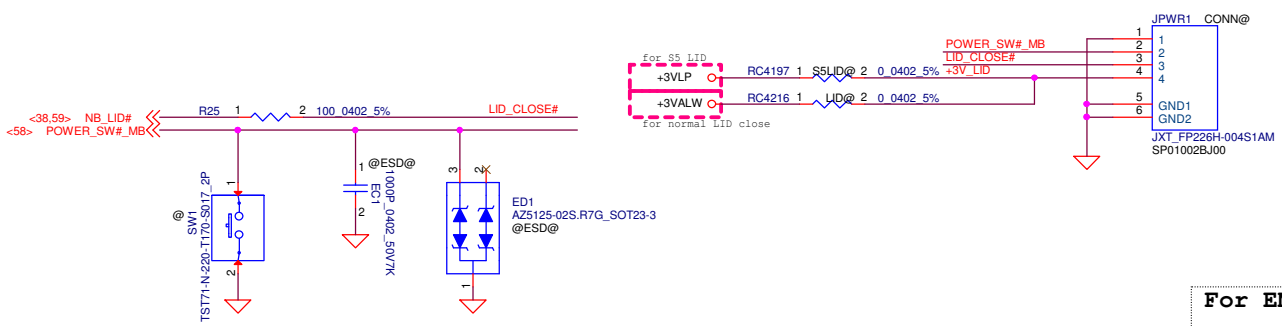 JPWR1 CONN@
for S5 LID
+3VLP
RC4197 1 S5LID@ 2 0_0402_5%
+3VALW
RC4216 1 LID@ 2 0_0402_5%
for normal LID close
POWER_SW#_MB
LID_CLOSE#
+3V_LID
1
2
3
4
1
2
3
4
5
6
GND1
GND2
JXT_FP226H-004S1AM
SP01002BJ00
<38,59> NB_LID#
R25 1 2 100_0402_5%
LID_CLOSE#
<58> POWER_SW#_MB
1
2
@
SW1
TST71-N-220-T170-S017_2P
1
2
@ESD@
EC1
1000P_0402_50V7K
3
2
1
ED1
AZ5125-02S.R7G_SOT23-3
@ESD@
For